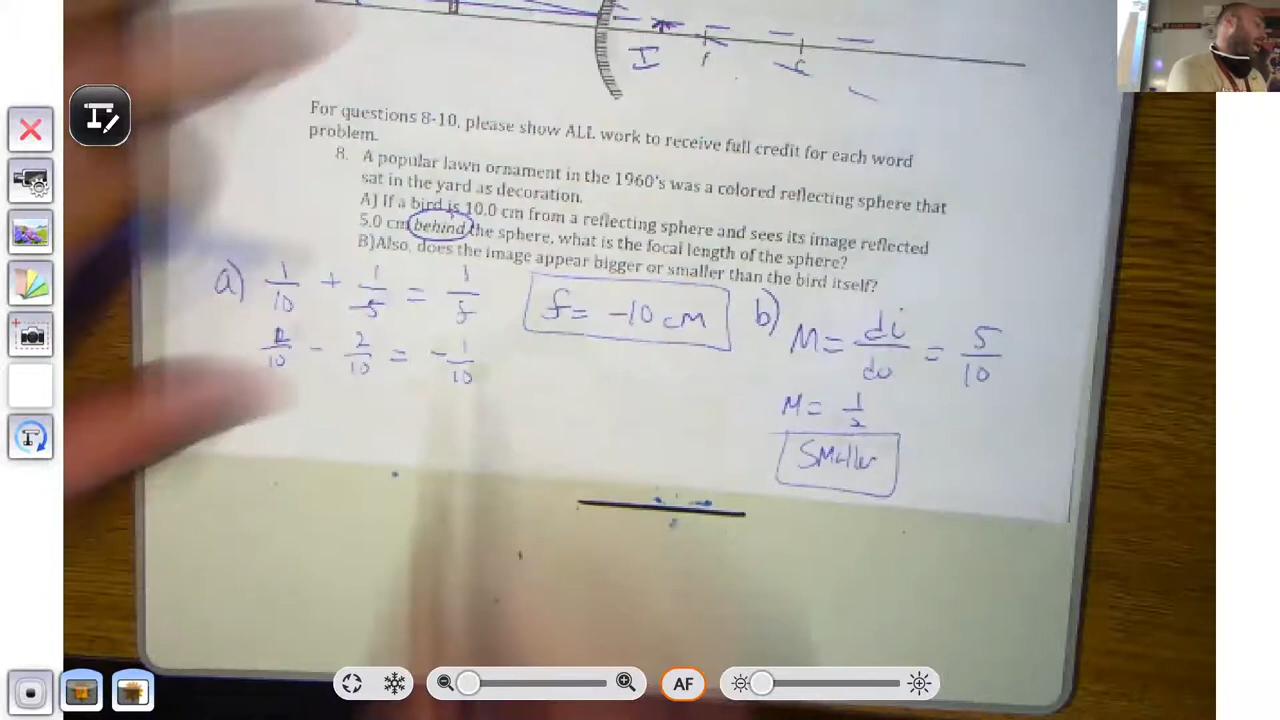 I
f
c
For questions 8-10, please show ALL work to receive full credit for each word
problem.
8. A popular lawn ornament in the 1960's was a colored reflecting sphere that
sat in the yard as decoration.
A) If a bird is 10.0 cm from a reflecting sphere and sees its image reflected
5.0 cm behind the sphere, what is the focal length of the sphere?
B)Also, does the image appear bigger or smaller than the bird itself?
a) 1/10 + 1/-5 = 1/f
f = -10 cm
b) M = di/do = 5/10
/10 - 2/10 = -1/10
M = 1/2
Smaller
AF